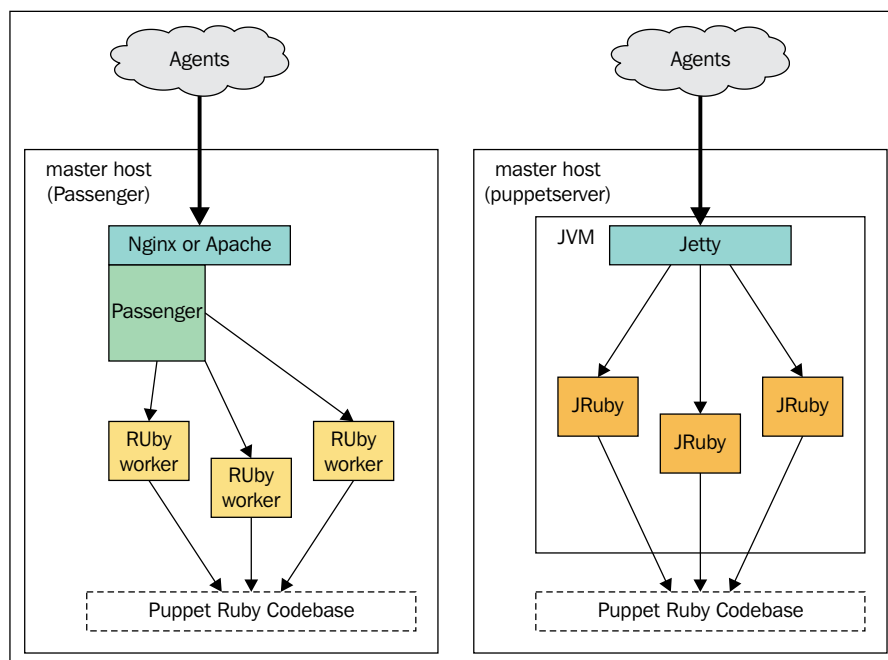 Agents
master host
(Passenger)
Nginx or Apache
Passenger
RUby
worker
RUby
worker
RUby
worker
Puppet Ruby Codebase
Agents
master host
(puppetserver)
JVM
Jetty
JRuby
JRuby
JRuby
Puppet Ruby Codebase